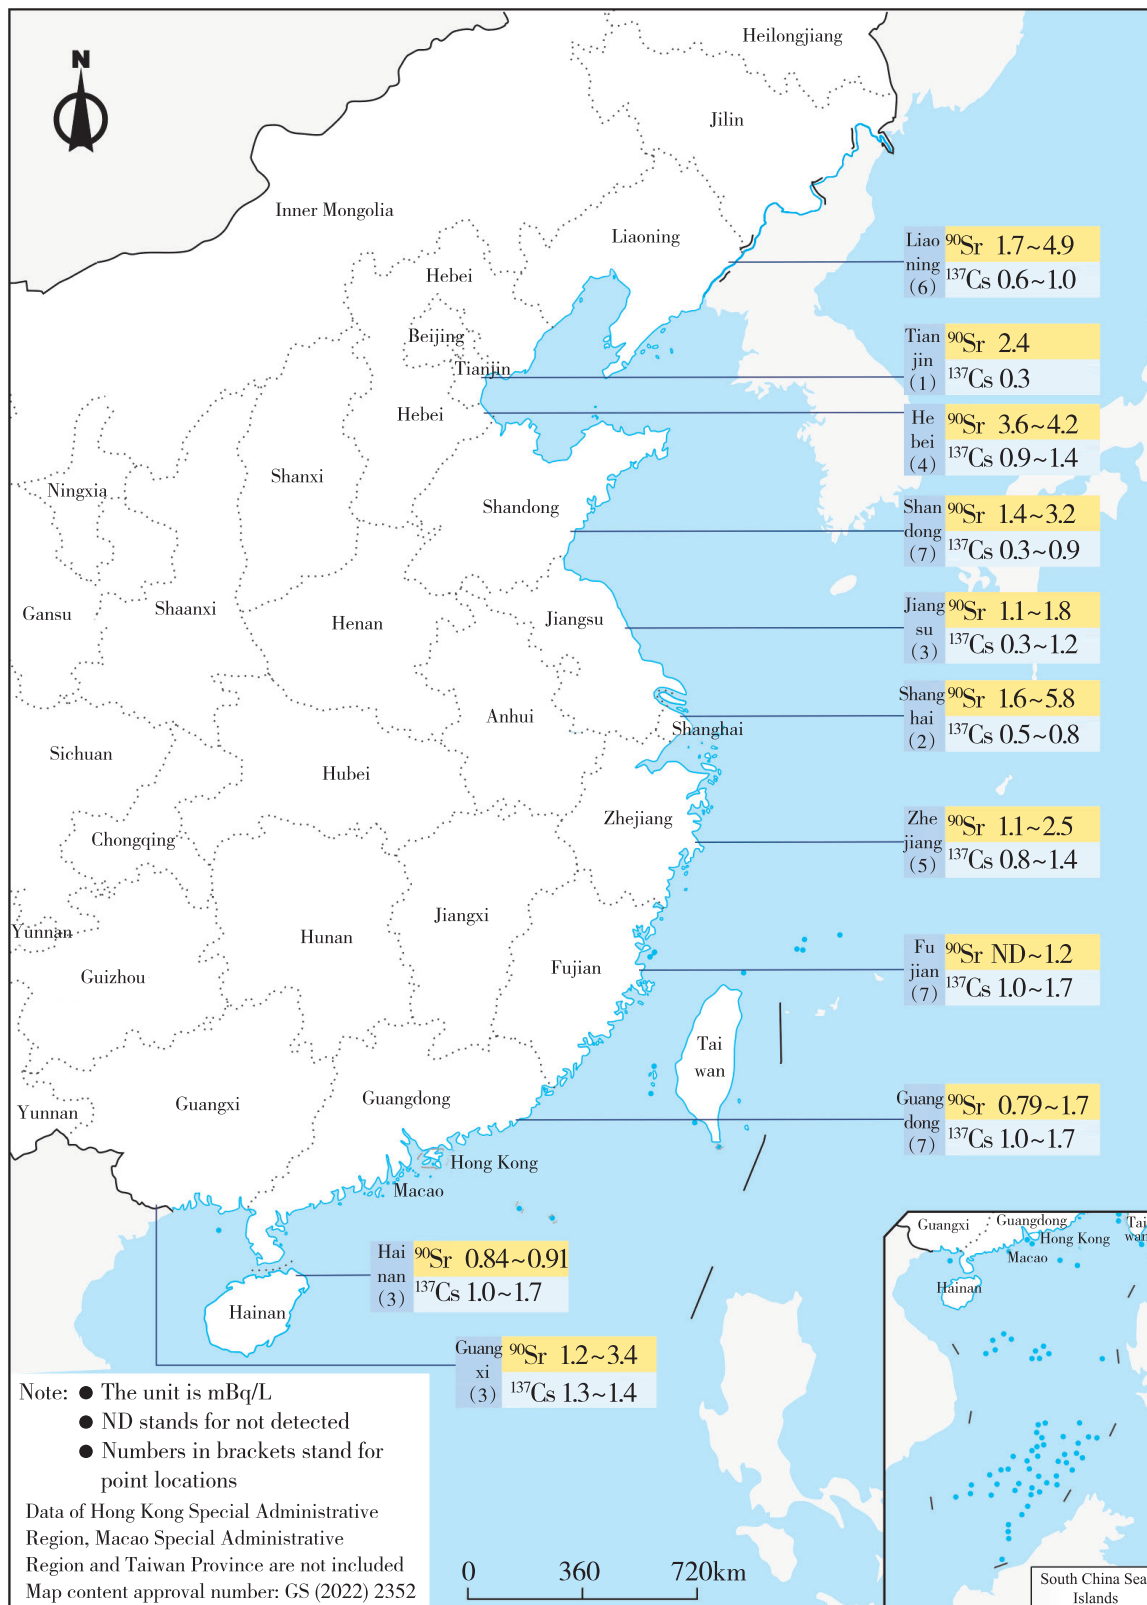 N
Heilongjiang
Jilin
Inner Mongolia
Liaoning
Hebei
Beijing
Tianjin
Hebei
Shanxi
Ningxia
Shandong
Gansu
Shaanxi
Henan
Jiangsu
Anhui
Shanghai
Sichuan
Hubei
Zhejiang
Chongqing
Jiangxi
Yunnan
Hunan
Fujian
Guizhou
Tai
wan
Guangxi
Guangdong
Yunnan
Hong Kong
Macao
Hainan
Liao
ning
(6)
⁹⁰Sr 1.7~4.9
¹³⁷Cs 0.6~1.0
Tian
jin
(1)
⁹⁰Sr 2.4
¹³⁷Cs 0.3
He
bei
(4)
⁹⁰Sr 3.6~4.2
¹³⁷Cs 0.9~1.4
Shan
dong
(7)
⁹⁰Sr 1.4~3.2
¹³⁷Cs 0.3~0.9
Jiang
su
(3)
⁹⁰Sr 1.1~1.8
¹³⁷Cs 0.3~1.2
Shang
hai
(2)
⁹⁰Sr 1.6~5.8
¹³⁷Cs 0.5~0.8
Zhe
jiang
(5)
⁹⁰Sr 1.1~2.5
¹³⁷Cs 0.8~1.4
Fu
jian
(7)
⁹⁰Sr ND~1.2
¹³⁷Cs 1.0~1.7
Guang
dong
(7)
⁹⁰Sr 0.79~1.7
¹³⁷Cs 1.0~1.7
Hai
nan
(3)
⁹⁰Sr 0.84~0.91
¹³⁷Cs 1.0~1.7
Guang
xi
(3)
⁹⁰Sr 1.2~3.4
¹³⁷Cs 1.3~1.4
Guangxi
Guangdong
Tai
wan
Hong Kong
Macao
Hainan
South China Sea
Islands
Note: ● The unit is mBq/L
● ND stands for not detected
● Numbers in brackets stand for
point locations
Data of Hong Kong Special Administrative
Region, Macao Special Administrative
Region and Taiwan Province are not included
Map content approval number: GS (2022) 2352
0 360 720km